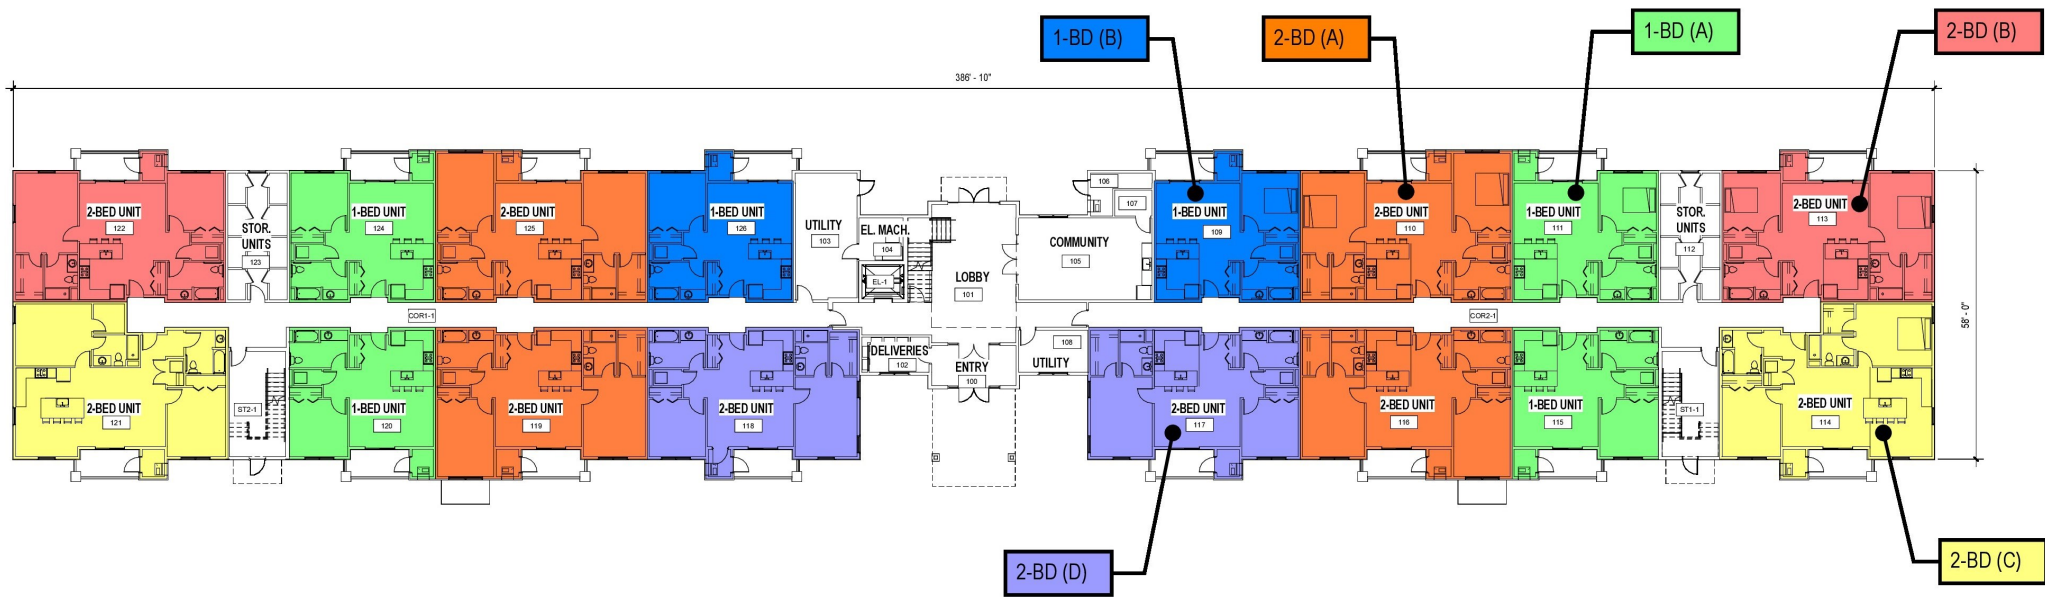 1-BD (B)
2-BD (A)
1-BD (A)
2-BD (B)
386' - 10"
2-BED UNIT
122
STOR.
UNITS
123
1-BED UNIT
124
2-BED UNIT
125
1-BED UNIT
126
UTILITY
103
EL. MACH.
104
EL-1
LOBBY
101
COMMUNITY
105
106
107
1-BED UNIT
109
2-BED UNIT
110
1-BED UNIT
111
STOR.
UNITS
112
2-BED UNIT
113
COR1-1
COR2-1
58' - 0"
2-BED UNIT
121
ST2-1
1-BED UNIT
120
2-BED UNIT
119
2-BED UNIT
118
DELIVERIES
102
ENTRY
100
108
UTILITY
2-BED UNIT
117
2-BED UNIT
116
1-BED UNIT
115
ST1-1
2-BED UNIT
114
2-BD (D)
2-BD (C)